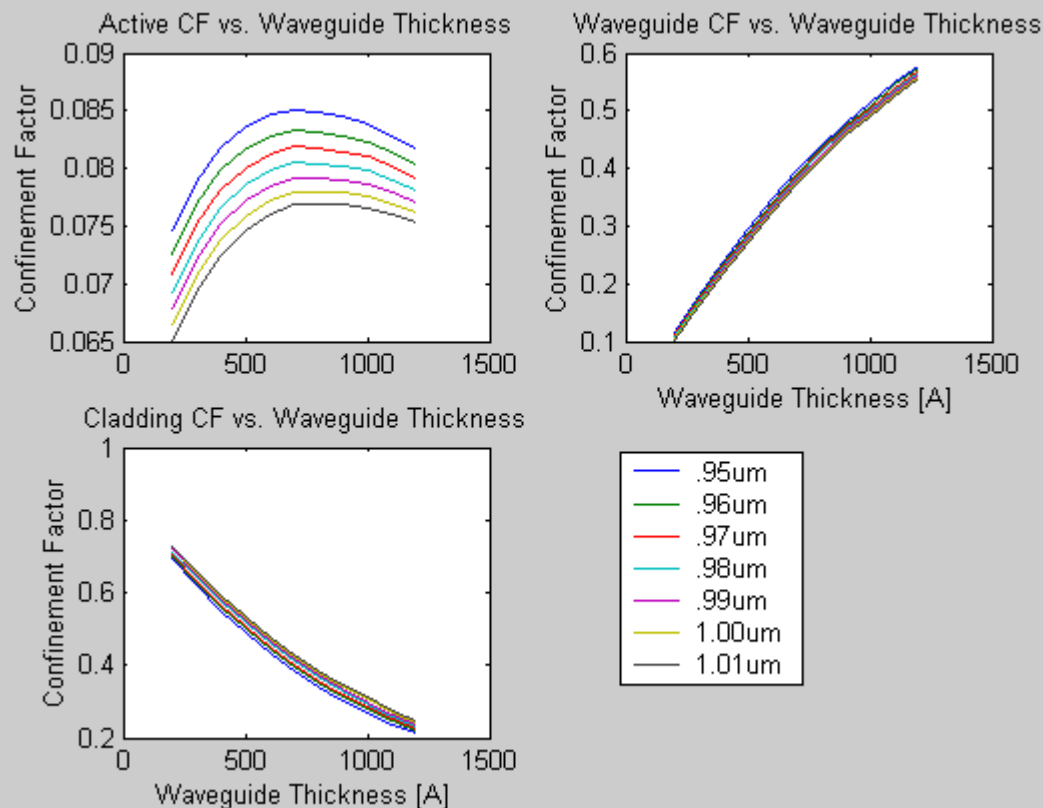 Active CF vs. Waveguide Thickness
0.09
0.085
0.08
0.075
0.07
0.065
0
500
1000
1500
Confinement Factor
Waveguide CF vs. Waveguide Thickness
0.6
0.5
0.4
0.3
0.2
0.1
0
500
1000
1500
Confinement Factor
Waveguide Thickness [A]
Cladding CF vs. Waveguide Thickness
1
0.8
0.6
0.4
0.2
0
500
1000
1500
Confinement Factor
Waveguide Thickness [A]
.95um
.96um
.97um
.98um
.99um
1.00um
1.01um